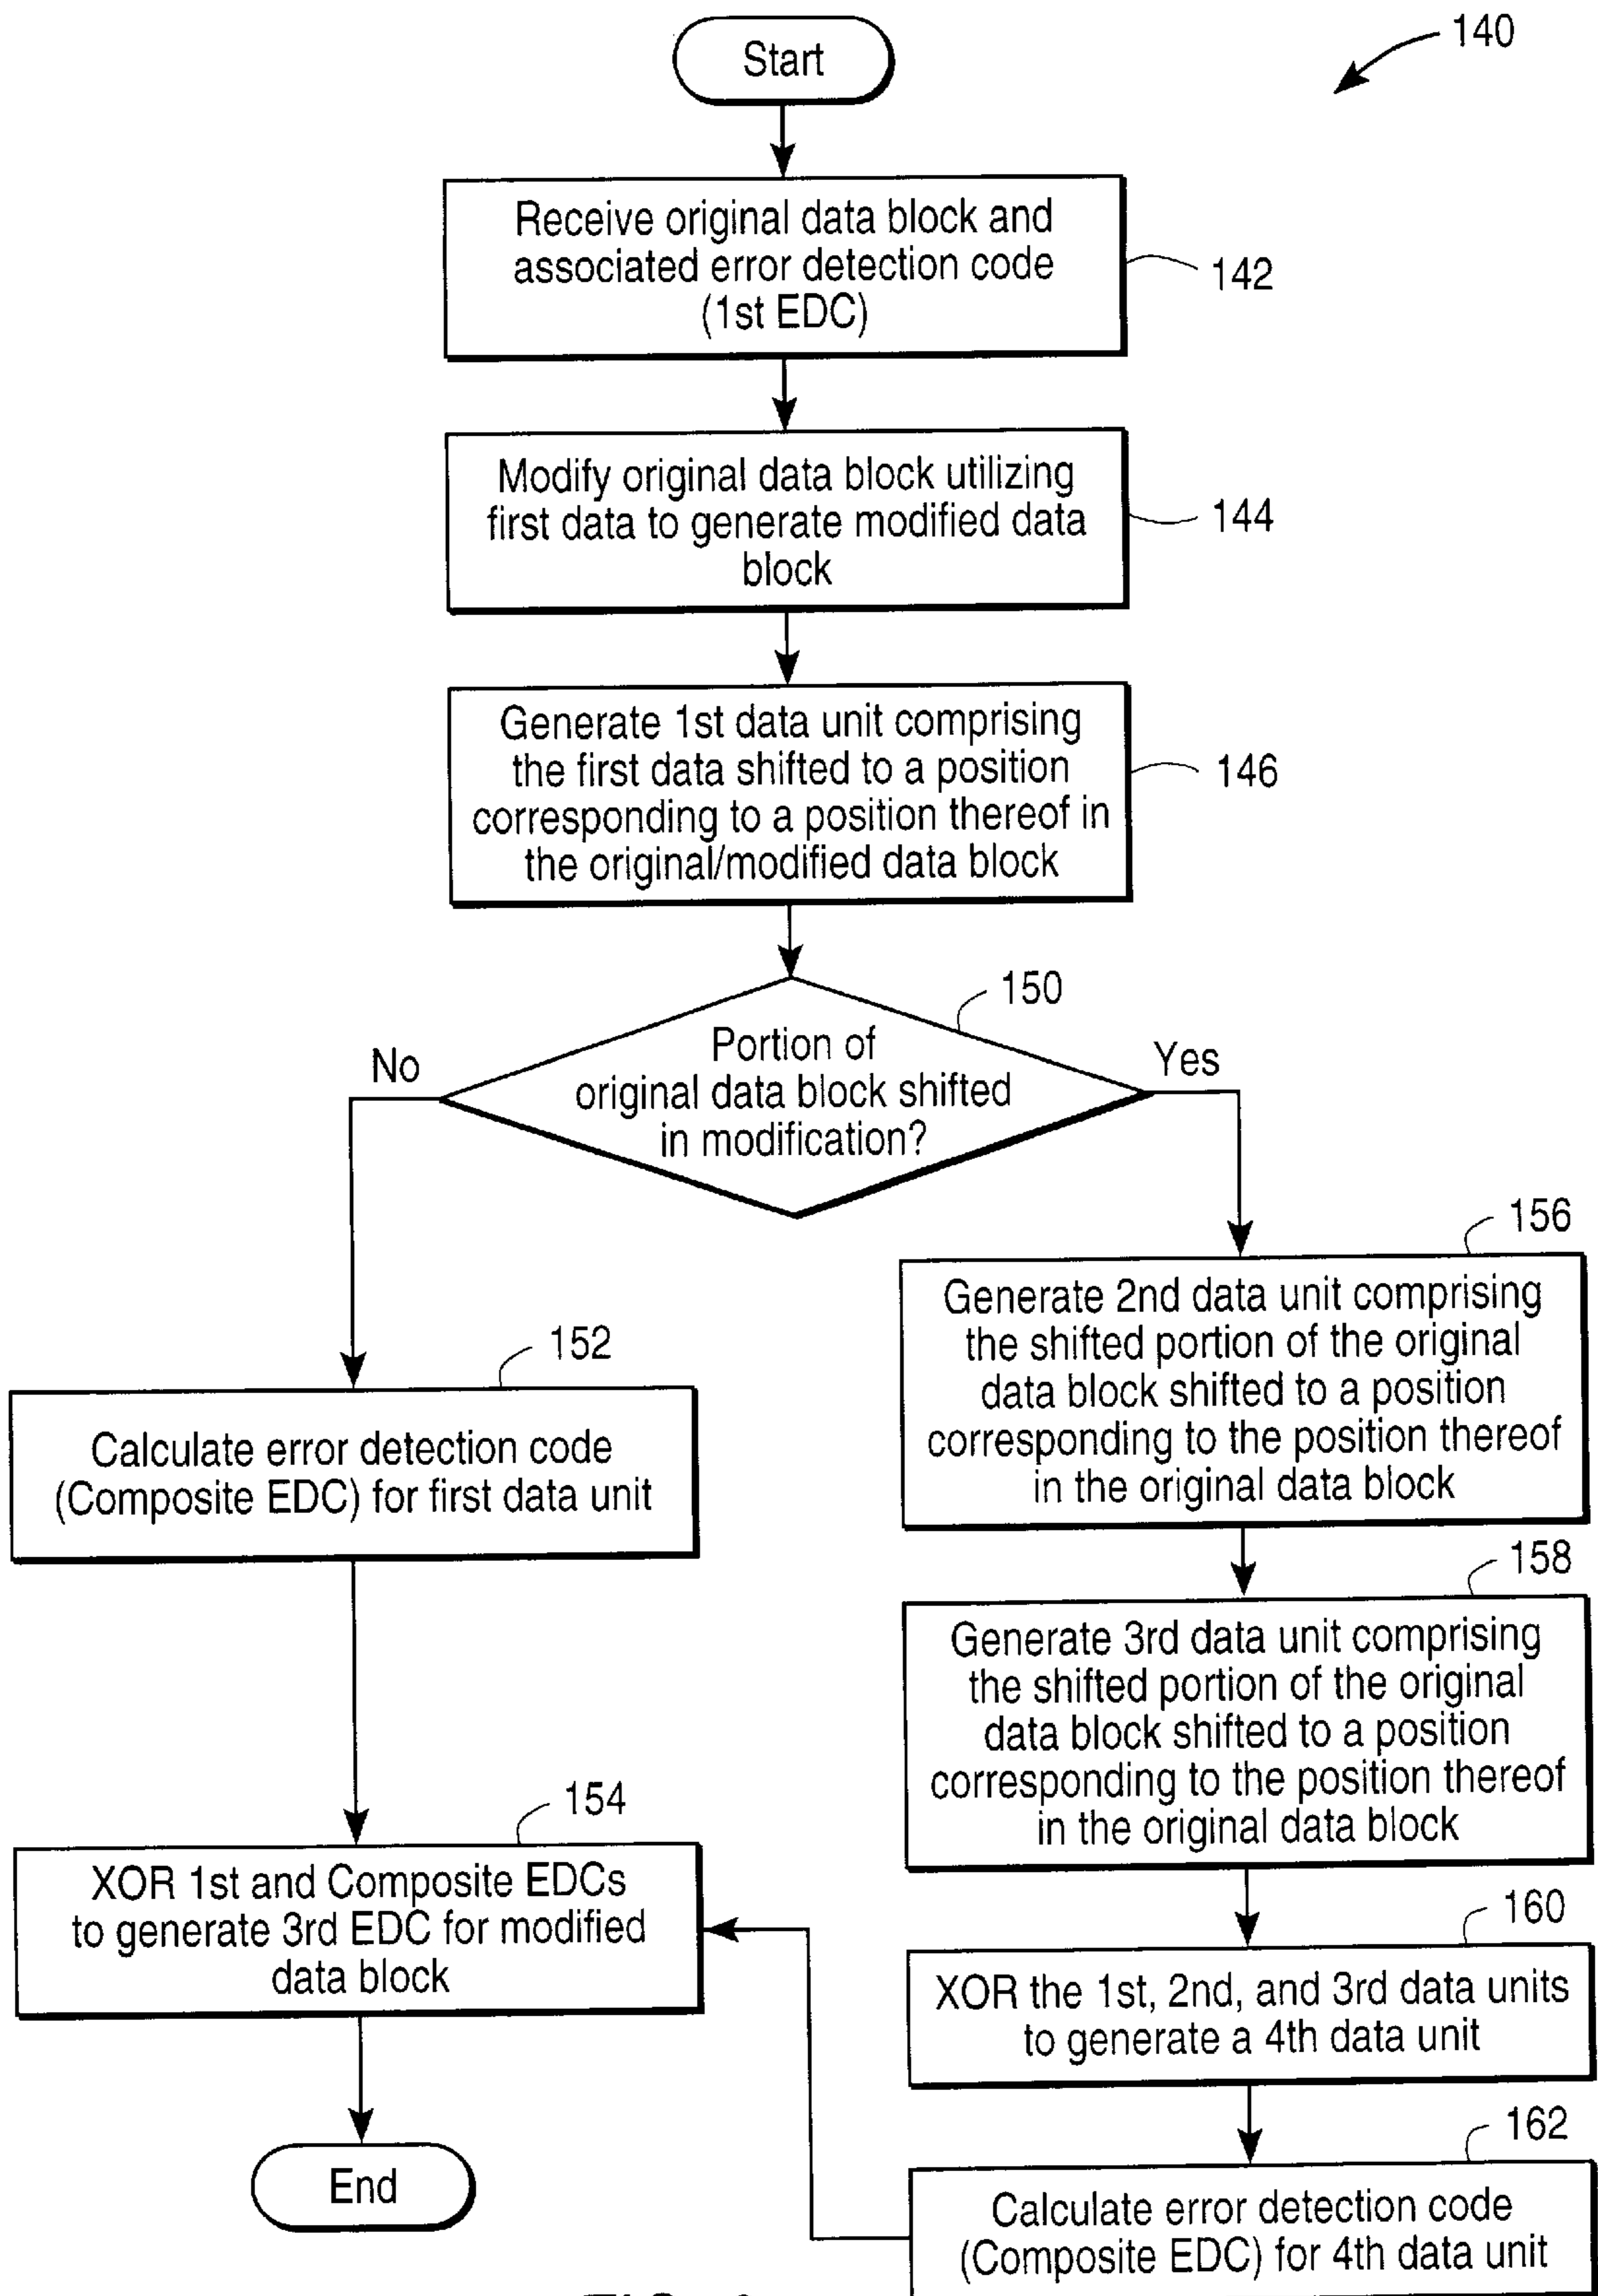 140
Start
Receive original data block and
associated error detection code
(1st EDC)
142
Modify original data block utilizing
first data to generate modified data
block
144
Generate 1st data unit comprising
the first data shifted to a position
corresponding to a position thereof in
the original/modified data block
146
150
Portion of
original data block shifted
in modification?
No
Yes
152
Calculate error detection code
(Composite EDC) for first data unit
154
XOR 1st and Composite EDCs
to generate 3rd EDC for modified
data block
End
156
Generate 2nd data unit comprising
the shifted portion of the original
data block shifted to a position
corresponding to the position thereof
in the original data block
158
Generate 3rd data unit comprising
the shifted portion of the original
data block shifted to a position
corresponding to the position thereof
in the original data block
160
XOR the 1st, 2nd, and 3rd data units
to generate a 4th data unit
162
Calculate error detection code
(Composite EDC) for 4th data unit